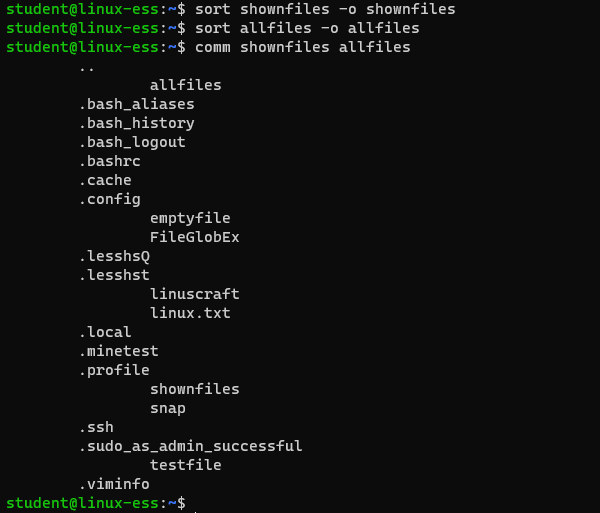 student@linux-ess:~$ sort shownfiles -o shownfiles
student@linux-ess:~$ sort allfiles -o allfiles
student@linux-ess:~$ comm shownfiles allfiles
..
allfiles
.bash_aliases
.bash_history
.bash_logout
.bashrc
.cache
.config
emptyfile
FileGlobEx
.lesshsQ
.lesshst
linuscraft
linux.txt
.local
.minetest
.profile
shownfiles
snap
.ssh
.sudo_as_admin_successful
testfile
.viminfo
student@linux-ess:~$